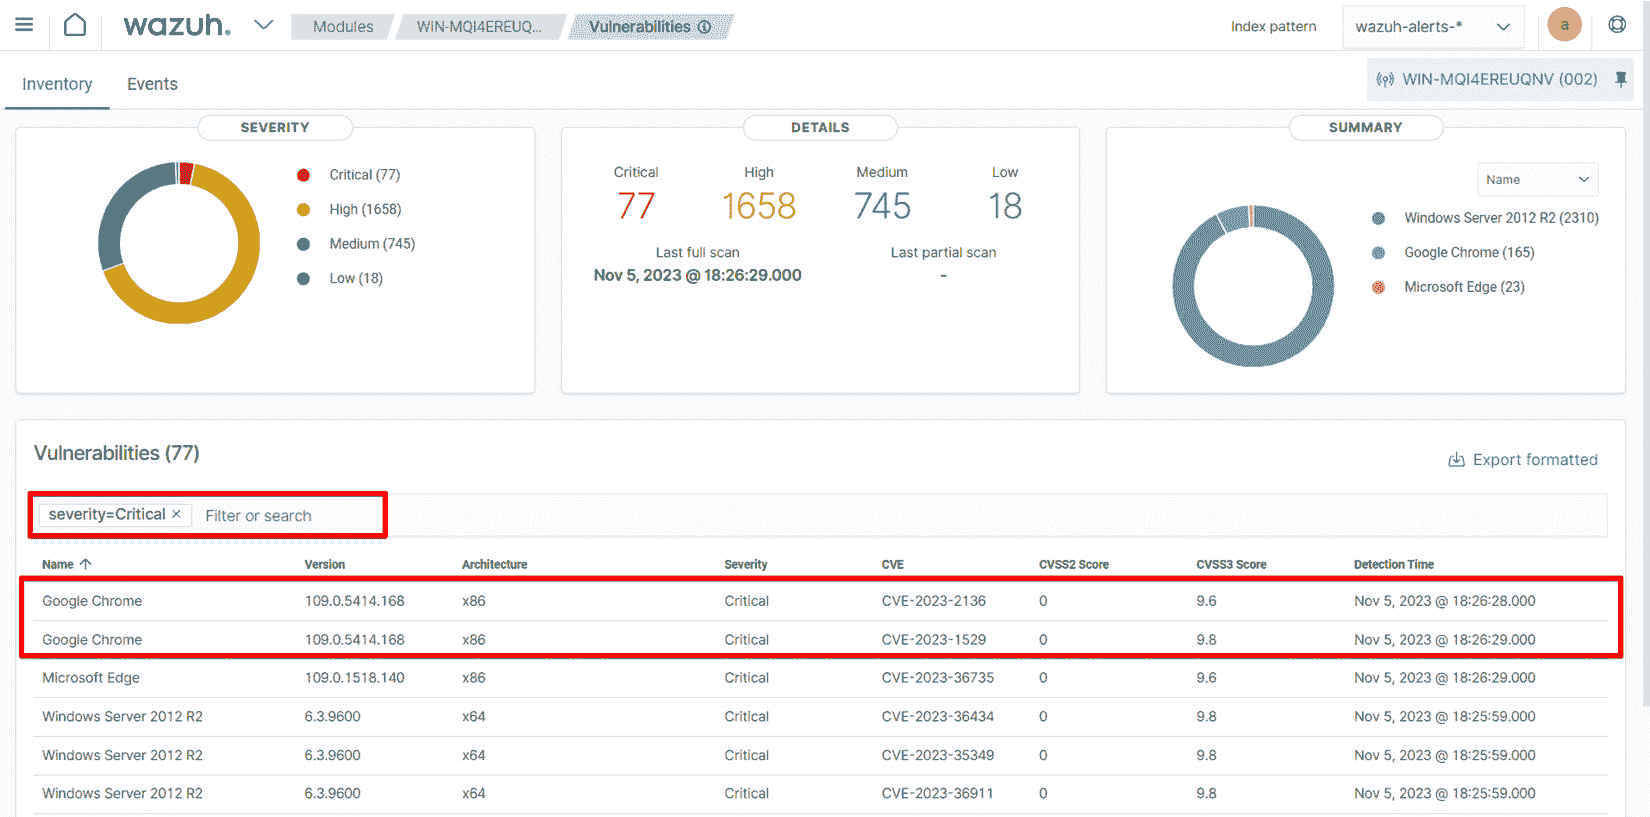 wazuh. Modules WIN-MQI4EREUQ... Vulnerabilities Index pattern wazuh-alerts-* a
Inventory Events WIN-MQI4EREUQNV (002)
SEVERITY
Critical (77)
High (1658)
Medium (745)
Low (18)
DETAILS
Critical High Medium Low
77 1658 745 18
Last full scan Last partial scan
Nov 5, 2023 @ 18:26:29.000 -
SUMMARY
Name
Windows Server 2012 R2 (2310)
Google Chrome (165)
Microsoft Edge (23)
Vulnerabilities (77)
Export formatted
severity=Critical × Filter or search
Name ↑ Version Architecture Severity CVE CVSS2 Score CVSS3 Score Detection Time
Google Chrome 109.0.5414.168 x86 Critical CVE-2023-2136 0 9.6 Nov 5, 2023 @ 18:26:28.000
Google Chrome 109.0.5414.168 x86 Critical CVE-2023-1529 0 9.8 Nov 5, 2023 @ 18:26:29.000
Microsoft Edge 109.0.1518.140 x86 Critical CVE-2023-36735 0 9.6 Nov 5, 2023 @ 18:26:29.000
Windows Server 2012 R2 6.3.9600 x64 Critical CVE-2023-36434 0 9.8 Nov 5, 2023 @ 18:25:59.000
Windows Server 2012 R2 6.3.9600 x64 Critical CVE-2023-35349 0 9.8 Nov 5, 2023 @ 18:25:59.000
Windows Server 2012 R2 6.3.9600 x64 Critical CVE-2023-36911 0 9.8 Nov 5, 2023 @ 18:25:59.000